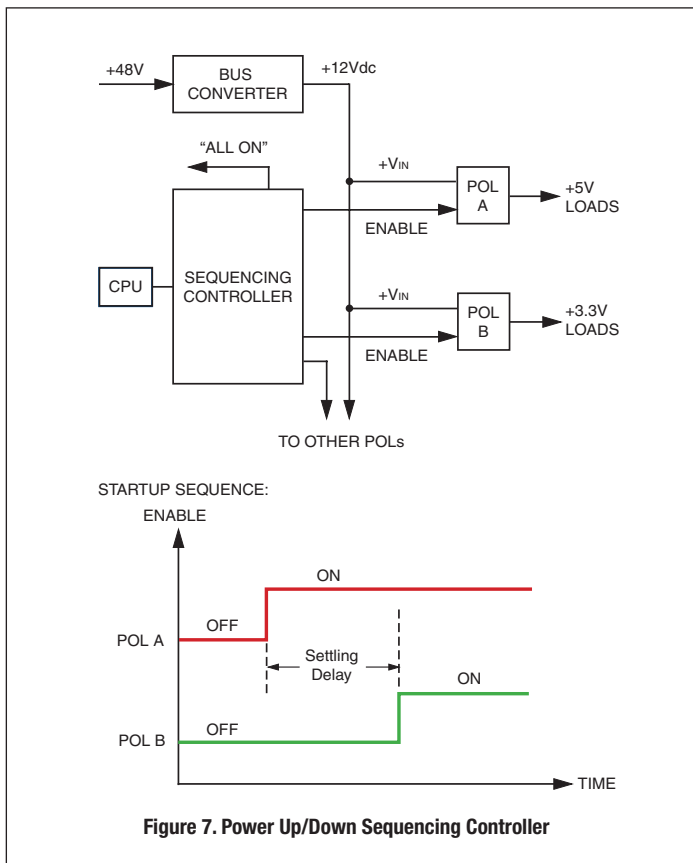 +48V
BUS
CONVERTER
+12Vdc
“ALL ON”
+VIN
POL
A
+5V
LOADS
ENABLE
CPU
SEQUENCING
CONTROLLER
+VIN
POL
B
+3.3V
LOADS
ENABLE
TO OTHER POLs
STARTUP SEQUENCE:
ENABLE
ON
OFF
POL A
Settling
Delay
ON
OFF
POL B
TIME
Figure 7. Power Up/Down Sequencing Controller